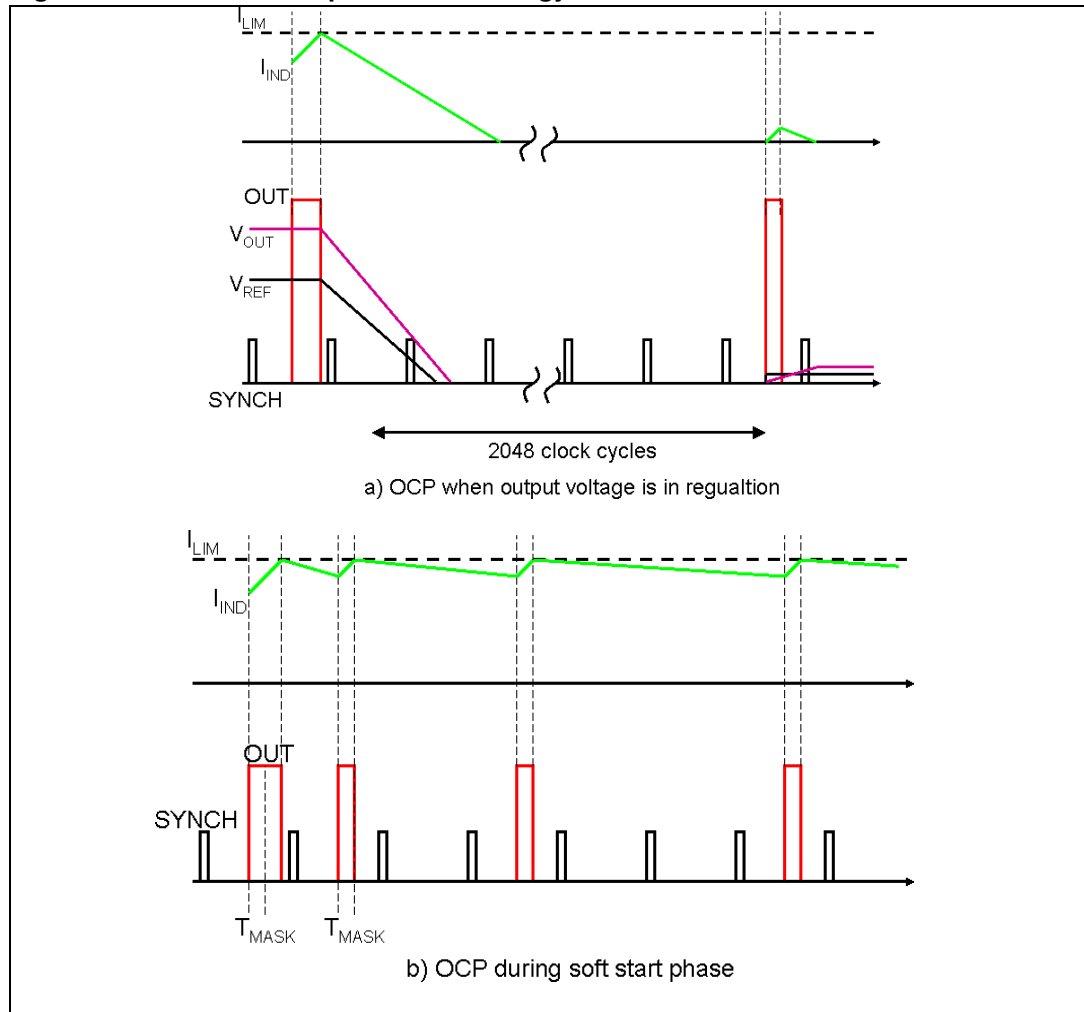 I_LIM
I_IND
OUT
V_OUT
V_REF
SYNCH
2048 clock cycles
a) OCP when output voltage is in regualtion
I_LIM
I_IND
OUT
SYNCH
T_MASK T_MASK
b) OCP during soft start phase